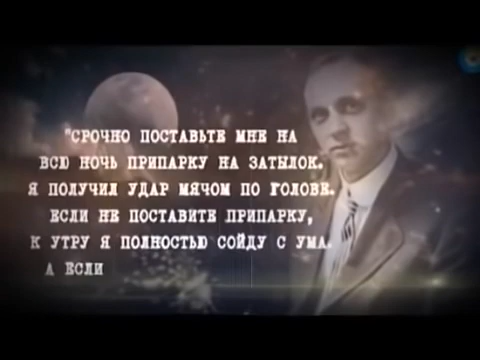 "СРОЧНО ПОСТАВЬТЕ МНЕ НА
ВСЮ НОЧЬ ПРИПАРКУ НА ЗАТЫЛОК.
Я ПОЛУЧИЛ УДАР МЯЧОМ ПО ГОЛОВЕ.
ЕСЛИ НЕ ПОСТАВИТЕ ПРИПАРКУ,
К УТРУ Я ПОЛНОСТЬЮ СОЙДУ С УМА.
А ЕСЛИ